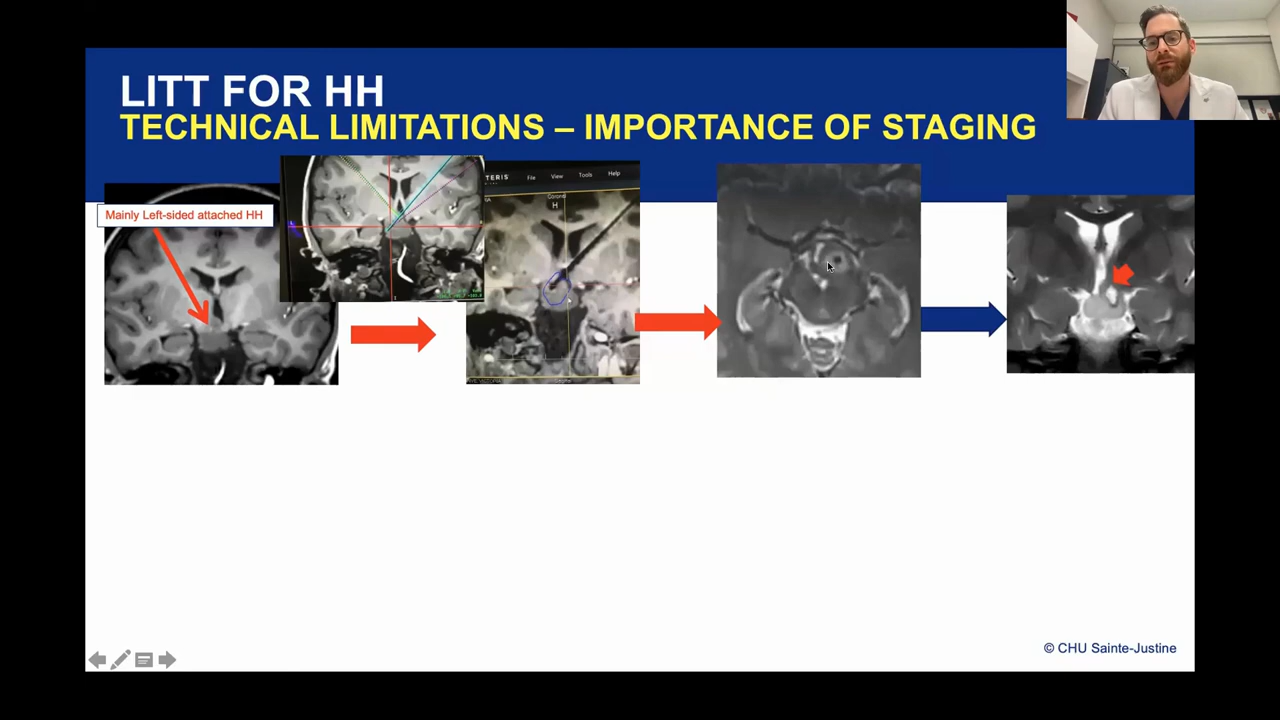 LITT FOR HH
TECHNICAL LIMITATIONS – IMPORTANCE OF STAGING
Mainly Left-sided attached HH
File View Tools Help
Coronal
H
© CHU Sainte-Justine